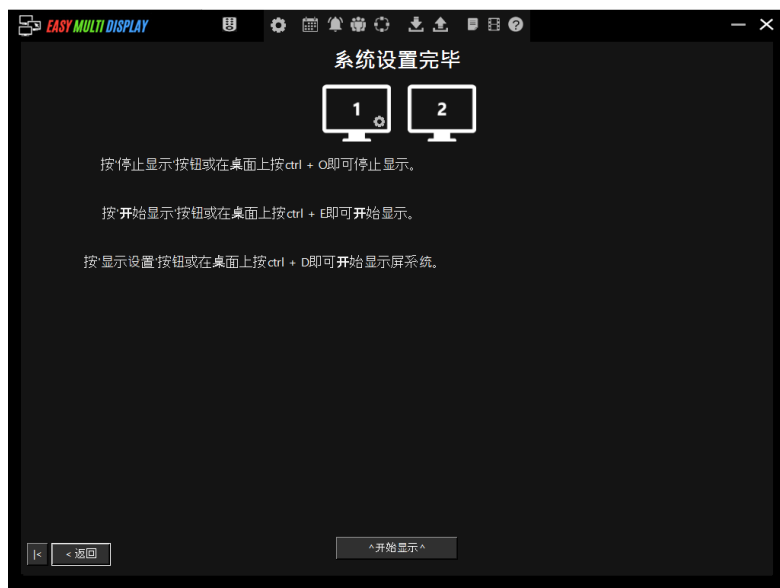 EASY MULTI DISPLAY
系统设置完毕
1 2
按'停止显示'按钮或在桌面上按ctrl + O即可停止显示。
按'开始显示'按钮或在桌面上按ctrl + E即可开始显示。
按'显示设置'按钮或在桌面上按ctrl + D即可开始显示屏系统。
|< < 返回 ^开始显示^